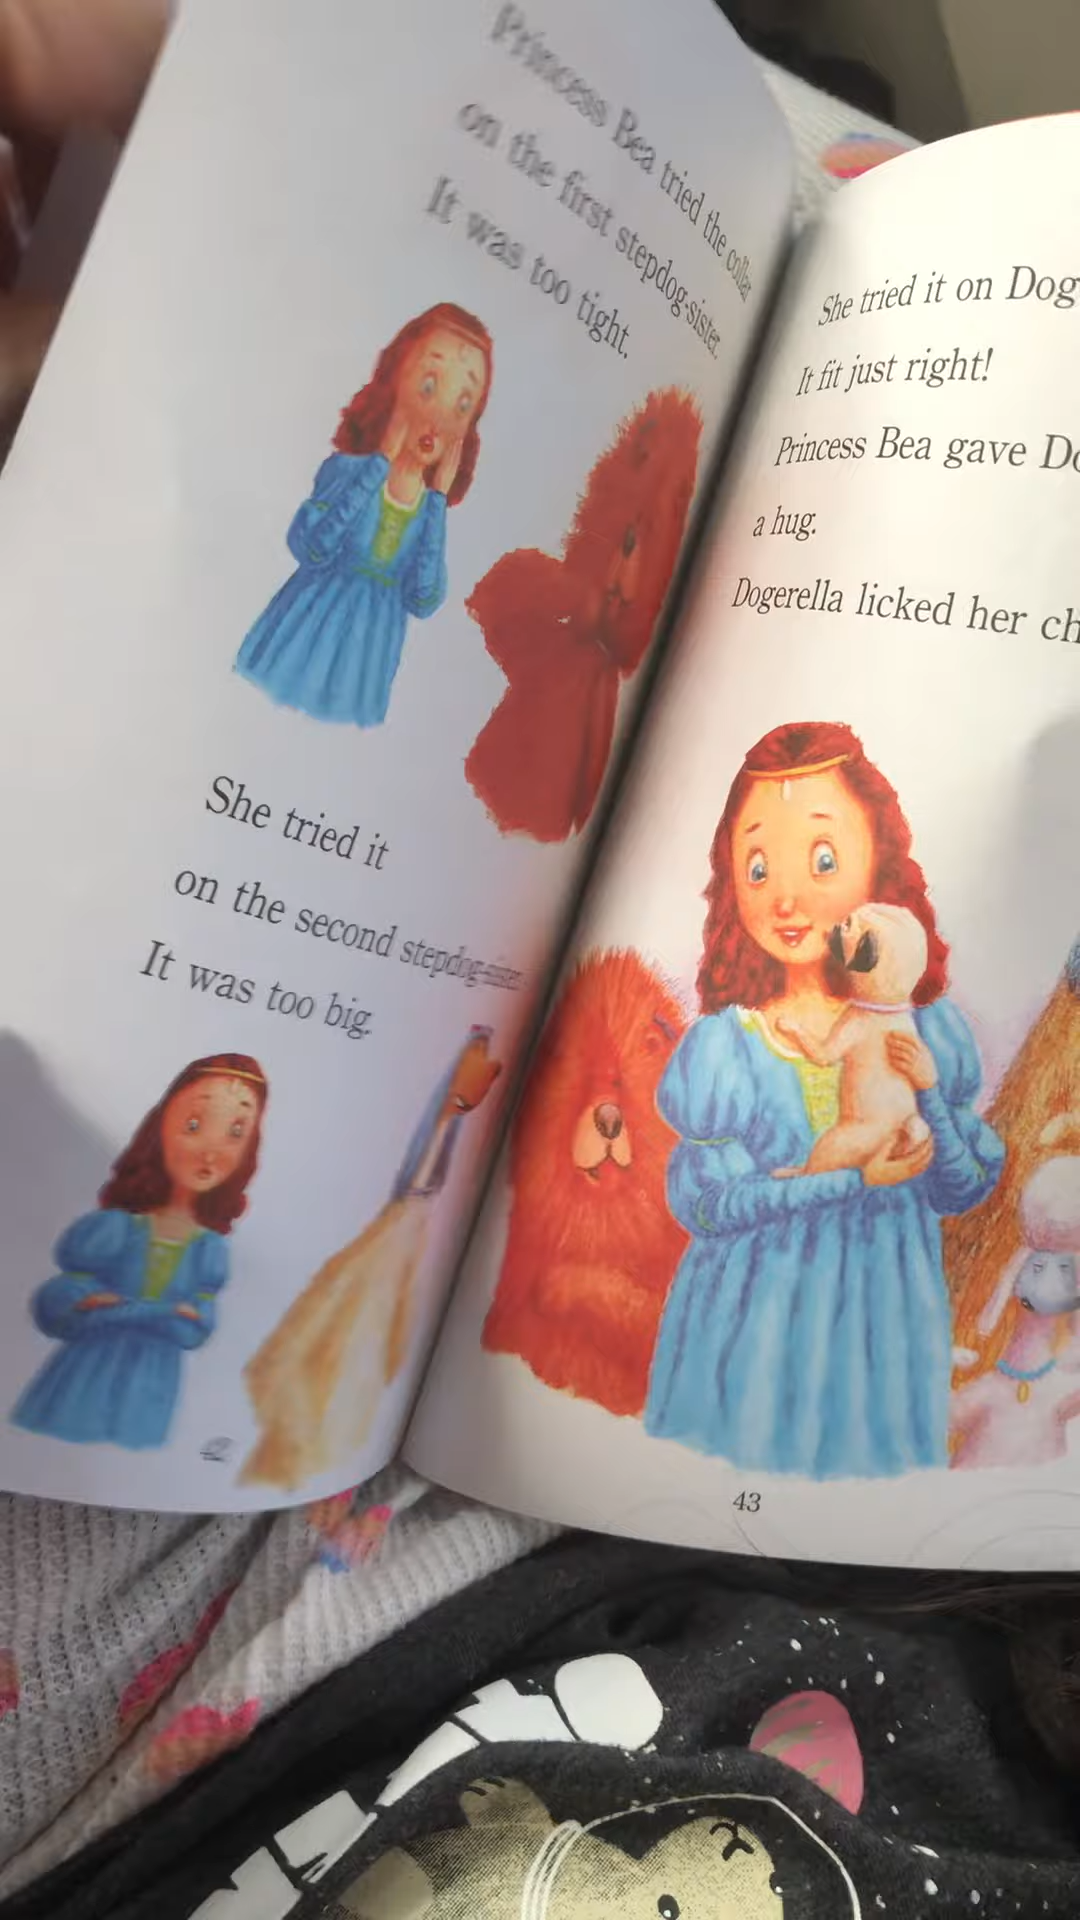 Princess Bea tried the collar
on the first stepdog-sister.
It was too tight.
She tried it
on the second stepdog-sister.
It was too big.
42
She tried it on Dog
It fit just right!
Princess Bea gave Do
a hug.
Dogerella licked her ch
43